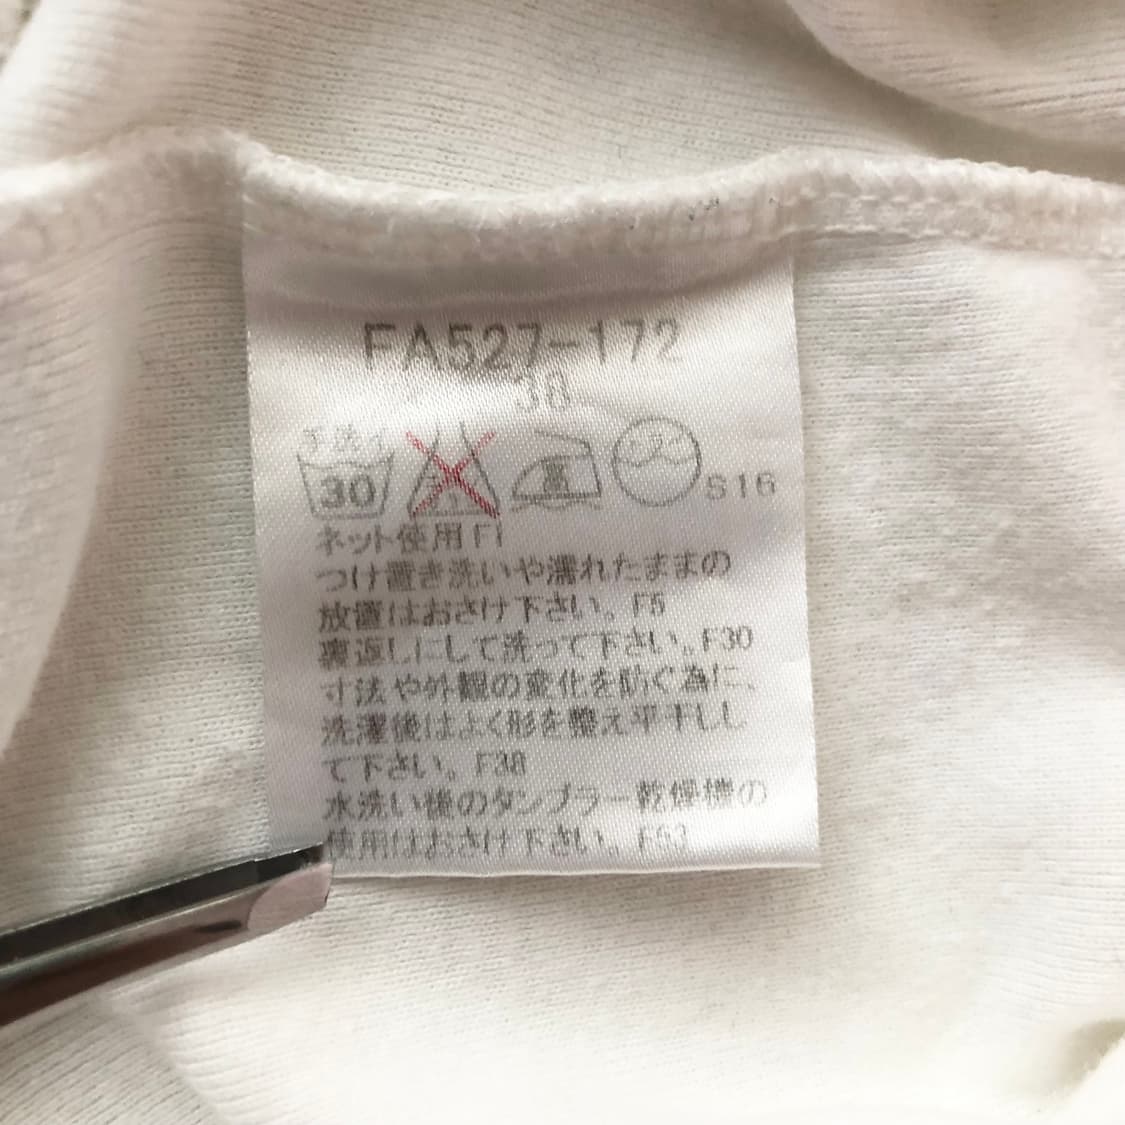 FA527-172
38
手洗イ
30 高 ドライ S16
ネット使用 F1
つけ置き洗いや濡れたままの
放置はおさけ下さい。F5
裏返しにして洗って下さい。F30
寸法や外観の変化を防ぐ為に、
洗濯後はよく形を整え平干しし
て下さい。F38
水洗い後のタンブラー乾燥機の
使用はおさけ下さい。F53